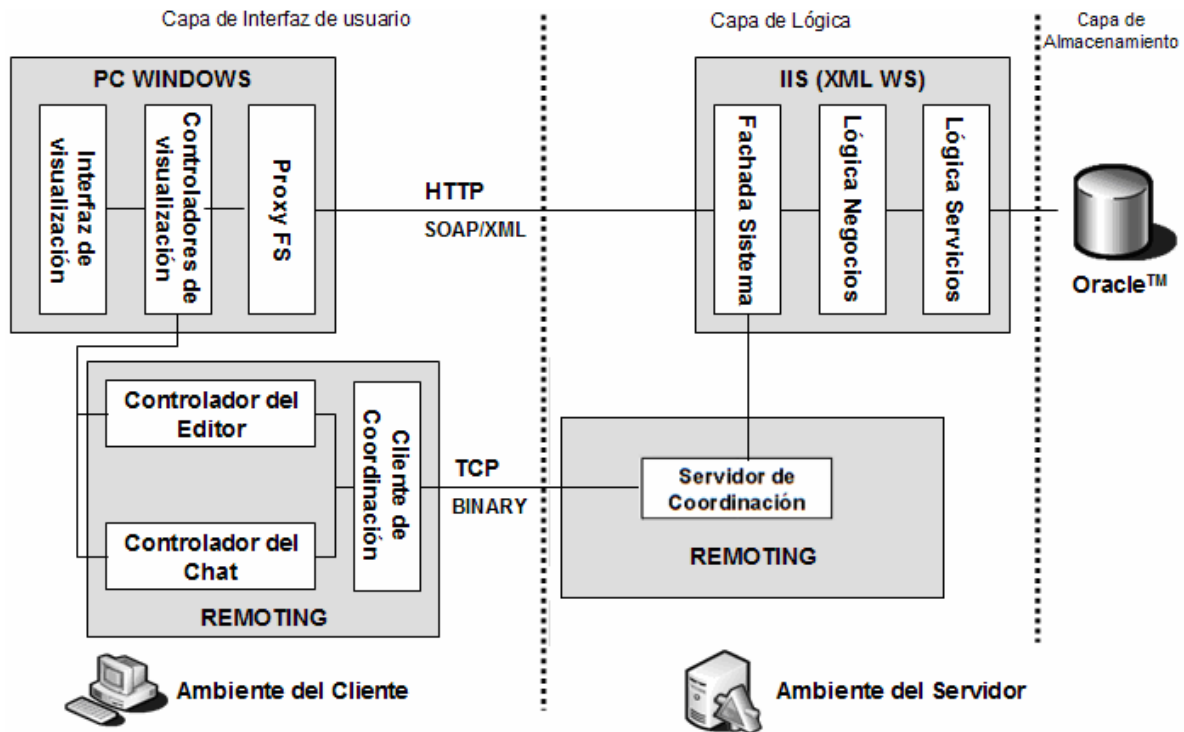 Capa de Interfaz de usuario
Capa de Lógica
Capa de
Almacenamiento
PC WINDOWS
Interfaz de
visualización
Controladores de
visualización
Proxy FS
HTTP
SOAP/XML
IIS (XML WS)
Fachada Sistema
Lógica Negocios
Lógica Servicios
Oracle™
Controlador del
Editor
Controlador del
Chat
Cliente de
Coordinación
REMOTING
TCP
BINARY
Servidor de
Coordinación
REMOTING
Ambiente del Cliente
Ambiente del Servidor